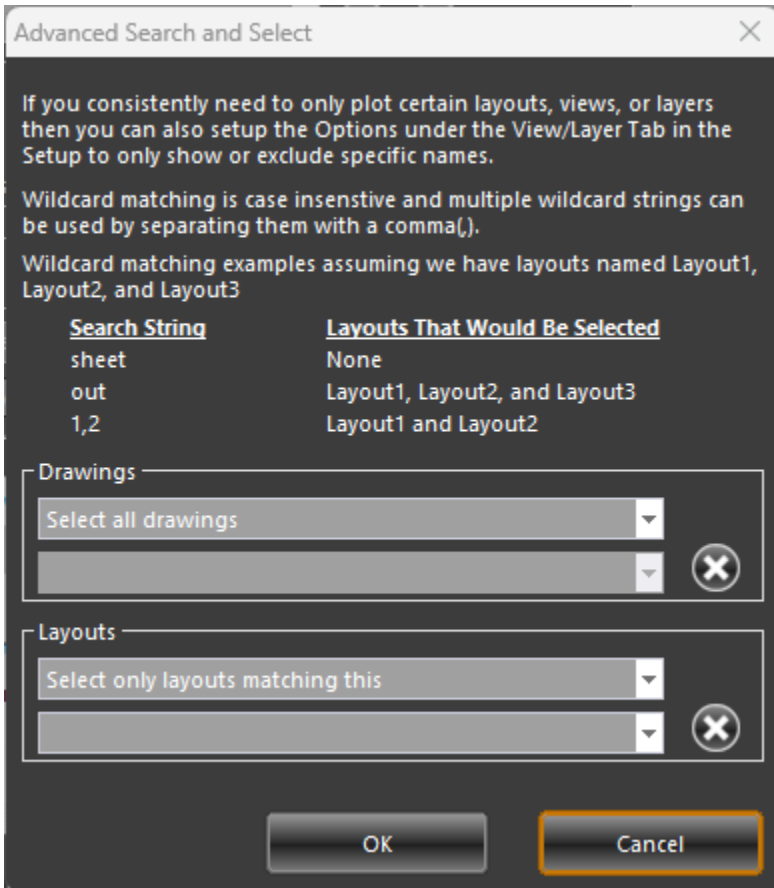 Advanced Search and Select
If you consistently need to only plot certain layouts, views, or layers
then you can also setup the Options under the View/Layer Tab in the
Setup to only show or exclude specific names.
Wildcard matching is case insenstive and multiple wildcard strings can
be used by separating them with a comma(,).
Wildcard matching examples assuming we have layouts named Layout1,
Layout2, and Layout3
Search String Layouts That Would Be Selected
sheet None
out Layout1, Layout2, and Layout3
1,2 Layout1 and Layout2
Drawings
Select all drawings
Layouts
Select only layouts matching this
OK Cancel